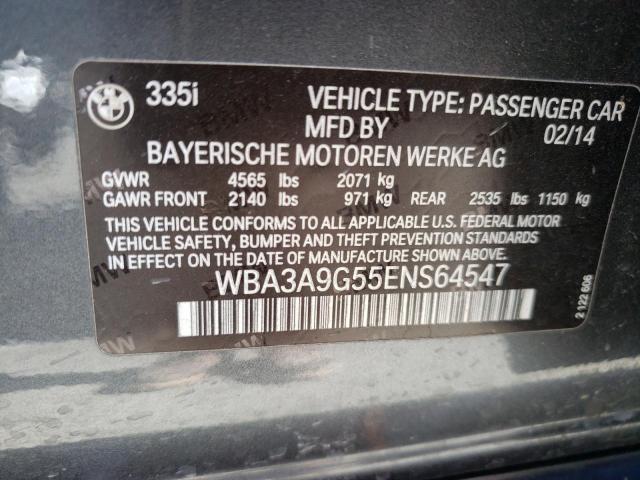 BMW 335i VEHICLE TYPE: PASSENGER CAR
MFD BY 02/14
BAYERISCHE MOTOREN WERKE AG
GVWR 4565 lbs 2071 kg
GAWR FRONT 2140 lbs 971 kg REAR 2535 lbs 1150 kg
THIS VEHICLE CONFORMS TO ALL APPLICABLE U.S. FEDERAL MOTOR
VEHICLE SAFETY, BUMPER AND THEFT PREVENTION STANDARDS
IN EFFECT ON THE DATE OF MANUFACTURE SHOWN ABOVE.
WBA3A9G55ENS64547
2 122 606